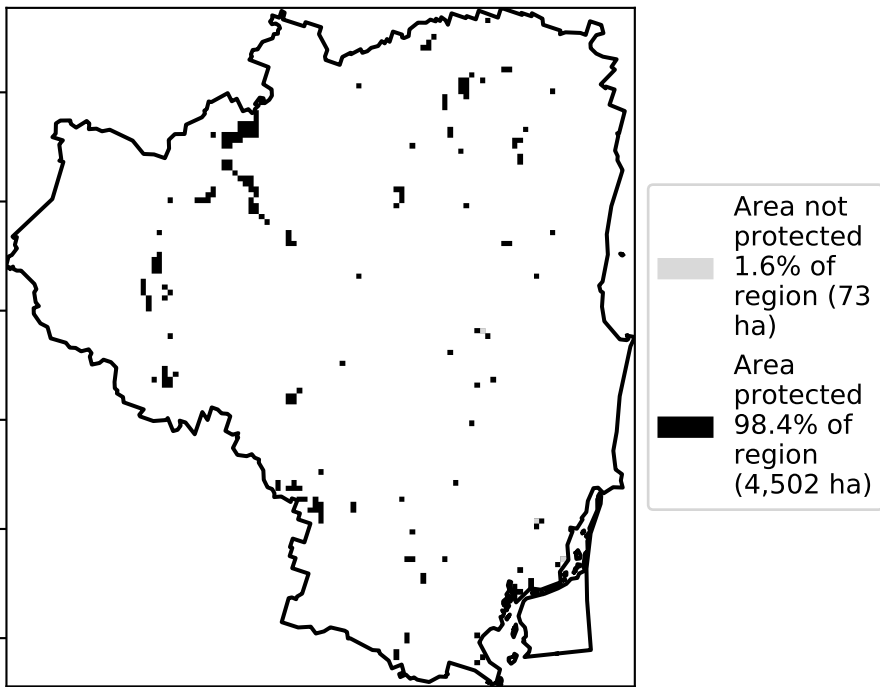 Area not
protected
1.6% of
region (73
ha)
Area
protected
98.4% of
region
(4,502 ha)